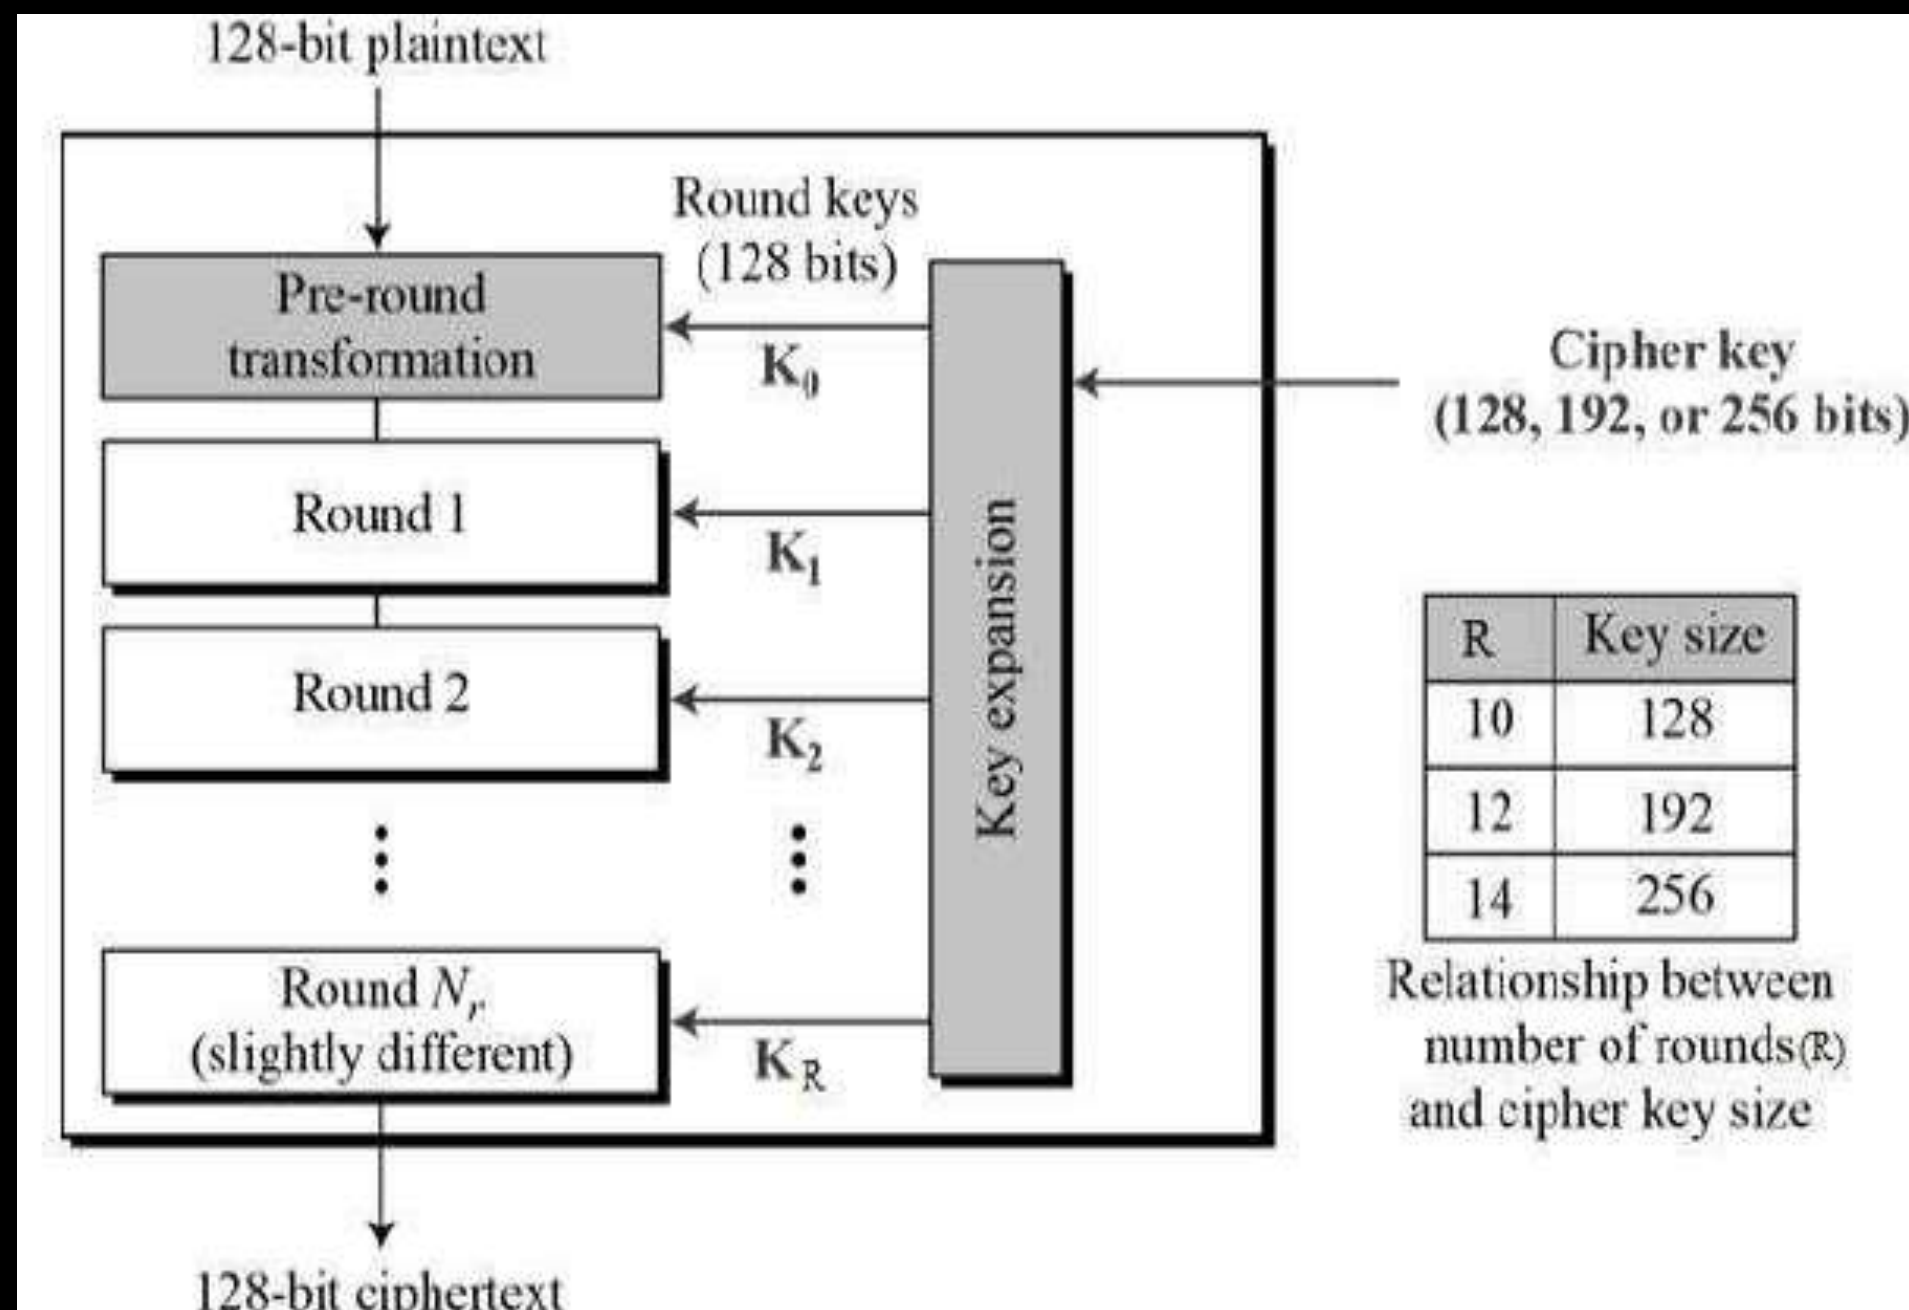 128-bit plaintext
Round keys
(128 bits)
Pre-round
transformation
K₀
Cipher key
(128, 192, or 256 bits)
Round 1
K₁
Key expansion
Round 2
K₂
R Key size
10 128
12 192
14 256
Relationship between
number of rounds(R)
and cipher key size
Round Nᵣ
(slightly different)
K R
128-bit ciphertext